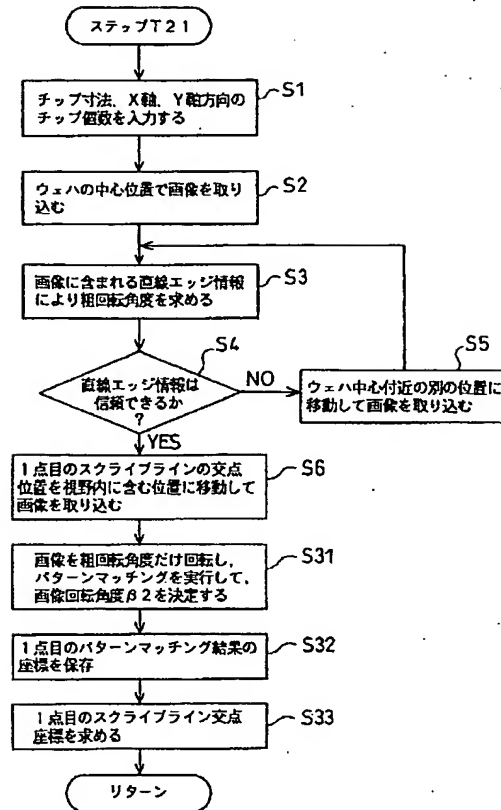 ステップT21
チップ寸法、X軸、Y軸方向の
チップ個数を入力する
S1
ウェハの中心位置で画像を取り
込む
S2
画像に含まれる直線エッジ情報
により粗回転角度を求める
S3
S4
直線エッジ情報は
信頼できるか
?
NO
S5
ウェハ中心付近の別の位置に
移動して画像を取り込む
YES
1点目のスクライブラインの交点
位置を視野内に含む位置に移動して
画像を取り込む
S6
画像を粗回転角度だけ回転し,
パターンマッチングを実行して,
画像回転角度β2を決定する
S31
1点目のパターンマッチング結果の
座標を保存
S32
1点目のスクライブライン交点
座標を求める
S33
リターン